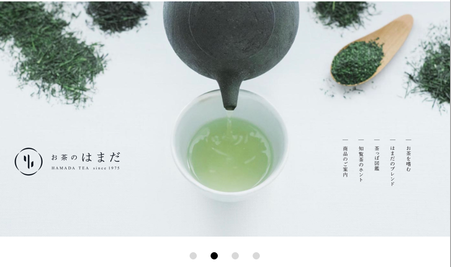 お茶の はまだ
HAMADA TEA since 1975
お茶を嗜む
はまだのブレンド
茶っぱ図鑑
知覧茶のホント
商品のご案内